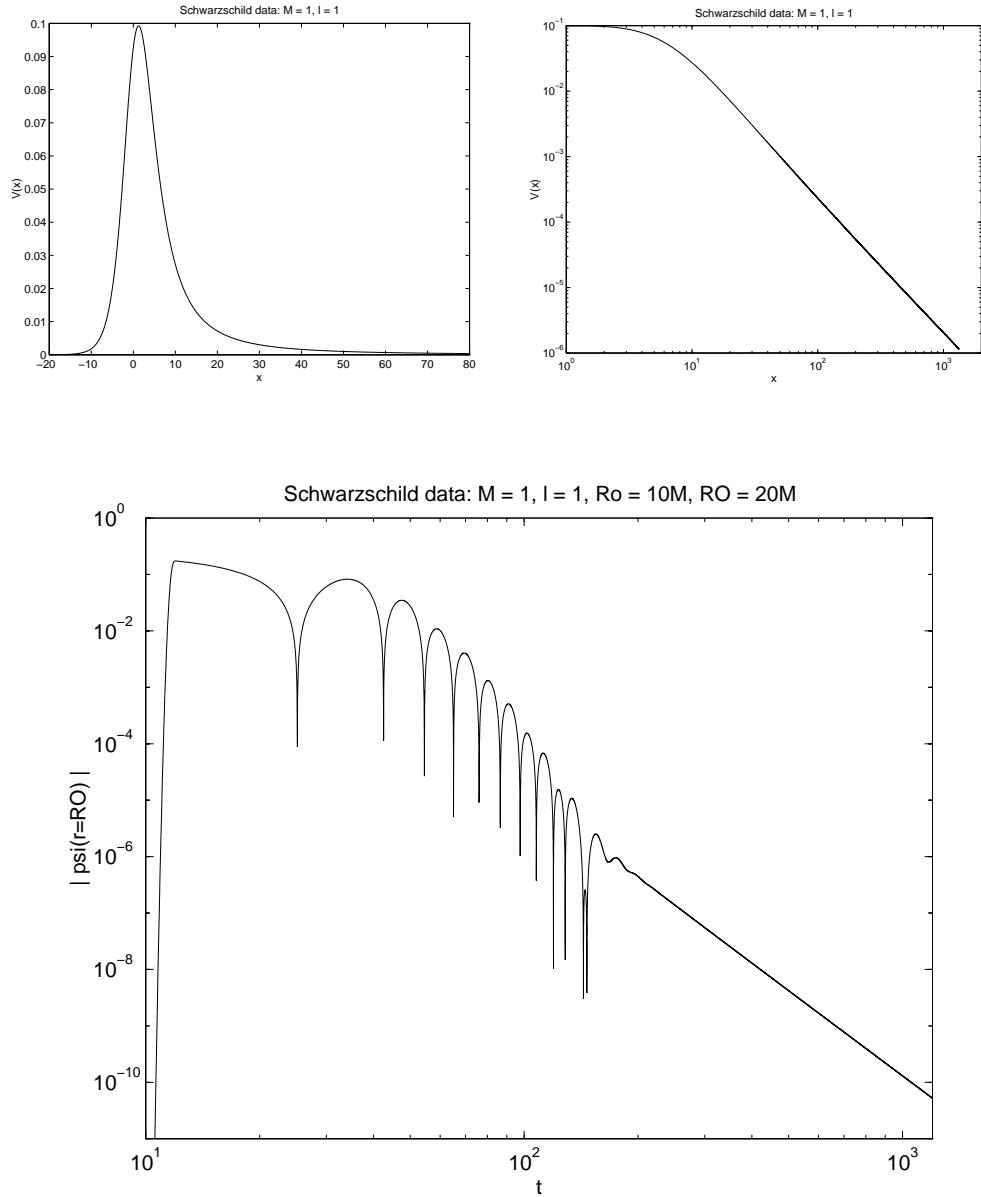 Schwarzschild data: M = 1, l = 1
0.1
0.09
0.08
0.07
0.06
0.05
0.04
0.03
0.02
0.01
0
V(x)
−20 −10 0 10 20 30 40 50 60 70 80
x
Schwarzschild data: M = 1, l = 1
10^−1
10^−2
10^−3
10^−4
10^−5
10^−6
V(x)
10^0 10^1 10^2 10^3
x
Schwarzschild data: M = 1, l = 1, Ro = 10M, RO = 20M
10^0
10^−2
10^−4
10^−6
10^−8
10^−10
| psi(r=RO) |
10^1 10^2 10^3
t